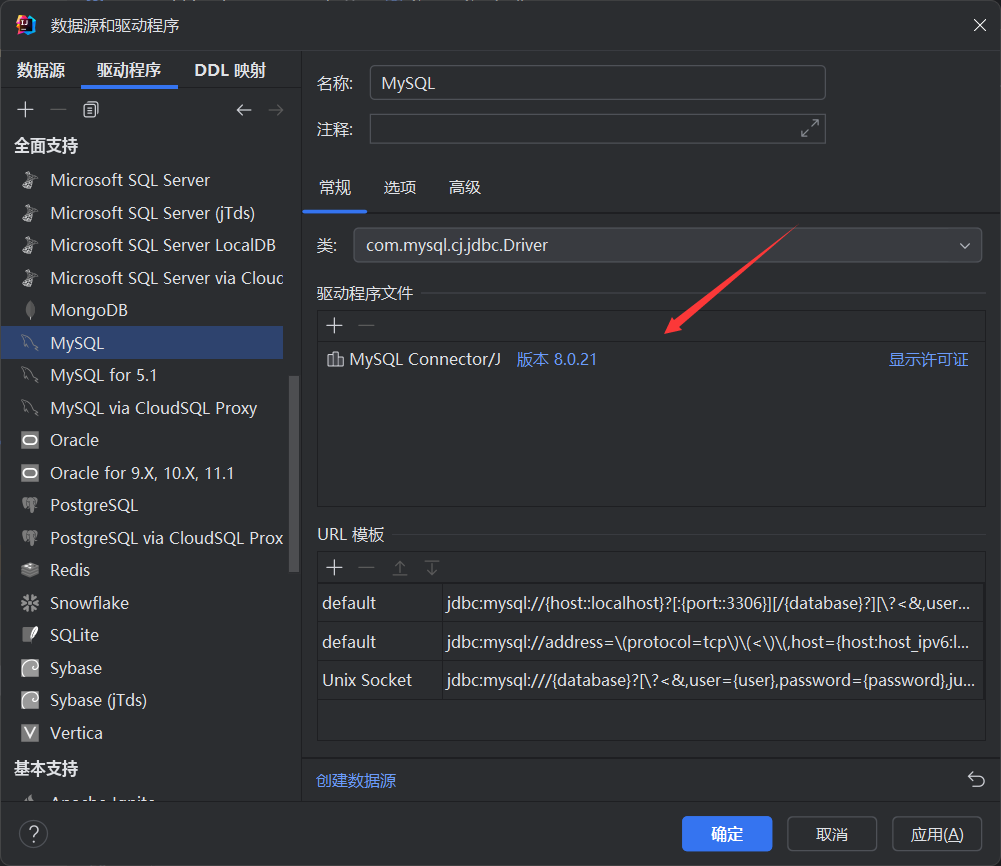 数据源和驱动程序
数据源 驱动程序 DDL 映射
全面支持
Microsoft SQL Server
Microsoft SQL Server (jTds)
Microsoft SQL Server LocalDB
Microsoft SQL Server via Clouc
MongoDB
MySQL
MySQL for 5.1
MySQL via CloudSQL Proxy
Oracle
Oracle for 9.X, 10.X, 11.1
PostgreSQL
PostgreSQL via CloudSQL Prox
Redis
Snowflake
SQLite
Sybase
Sybase (jTds)
Vertica
基本支持
Apache Ignite
名称: MySQL
注释:
常规 选项 高级
类: com.mysql.cj.jdbc.Driver
驱动程序文件
MySQL Connector/J 版本 8.0.21 显示许可证
URL 模板
default jdbc:mysql://{host::localhost}?[:{port::3306}][/{database}?][\?<&,user...
default jdbc:mysql://address=\(protocol=tcp\)\(<\)\(,host={host:host_ipv6:l...
Unix Socket jdbc:mysql:///{database}?[\?<&,user={user},password={password},ju...
创建数据源
? 确定 取消 应用(A)